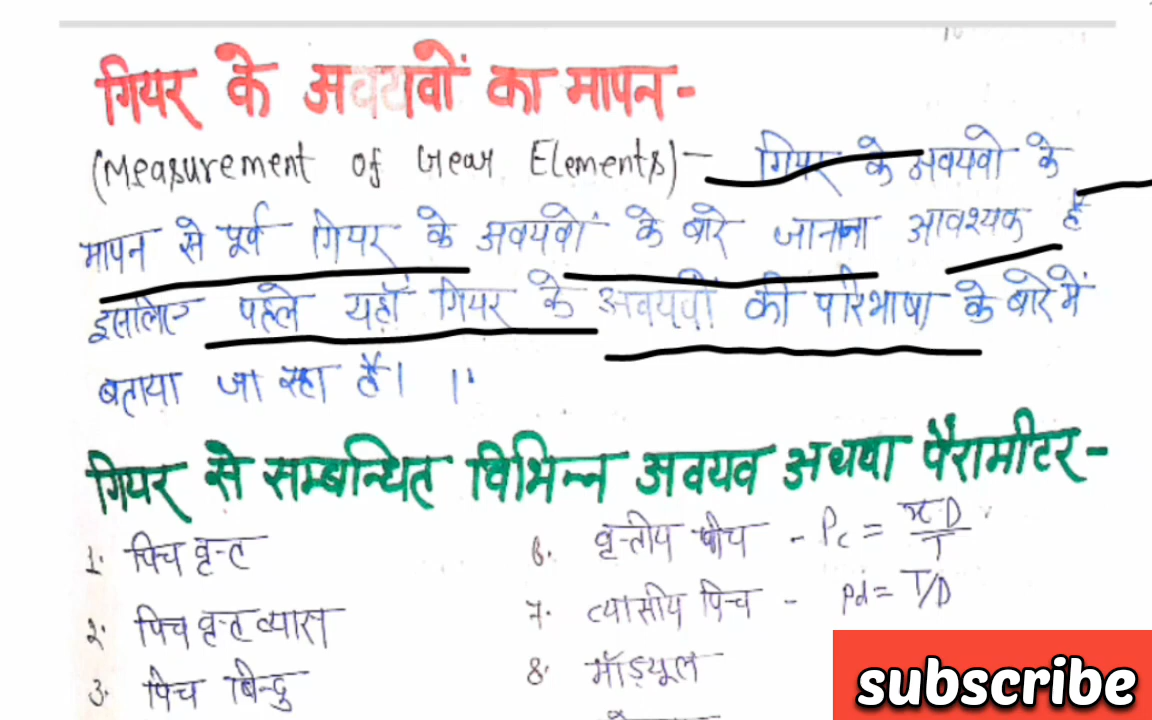 गियर के अवयवों का मापन -
(Measurement of Gear Elements) - गियर के अवयवो के
मापन से पूर्व गियर के अवयवों के बारे जानना आवश्यक है
इसलिए पहले यहाँ गियर के अवयवों की परिभाषा के बारे में
बताया जा रहा है।
गियर से सम्बन्धित विभिन्न अवयव अथवा पैरामीटर -
1. पिच वृत्त
2. पिच वृत्त व्यास
3. पिच बिन्दु
6. वृत्तीय पीच - Pc = πD/T
7. व्यासीय पिच - Pd = T/D
8. मॉड्यूल
subscribe